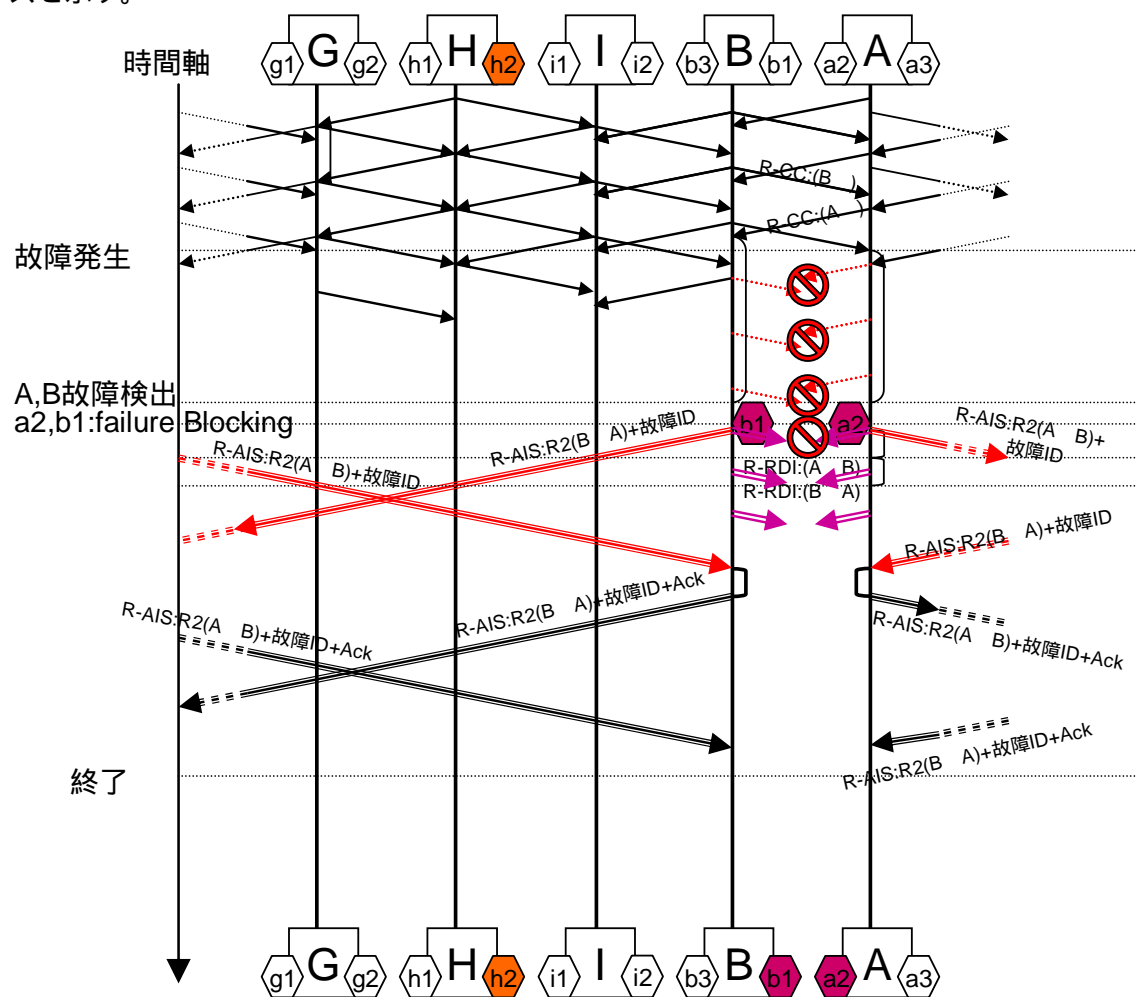 時間軸
g1 G g2 h1 H h2 i1 I i2 b3 B b1 a2 A a3
R-CC:(B )
R-CC:(A )
故障発生
A,B故障検出
a2,b1:failure Blocking
b1 a2
R-AIS:R2(A B)+
故障ID
R-AIS:R2(B A)+故障ID
R-AIS:R2(A B)+故障ID
R-RDI:(A B)
R-RDI:(B A)
R-AIS:R2(B A)+故障ID
R-AIS:R2(B A)+故障ID+Ack
R-AIS:R2(A B)+故障ID+Ack
R-AIS:R2(A B)+故障ID+Ack
R-AIS:R2(B A)+故障ID+Ack
終了
g1 G g2 h1 H h2 i1 I i2 b3 B b1 a2 A a3